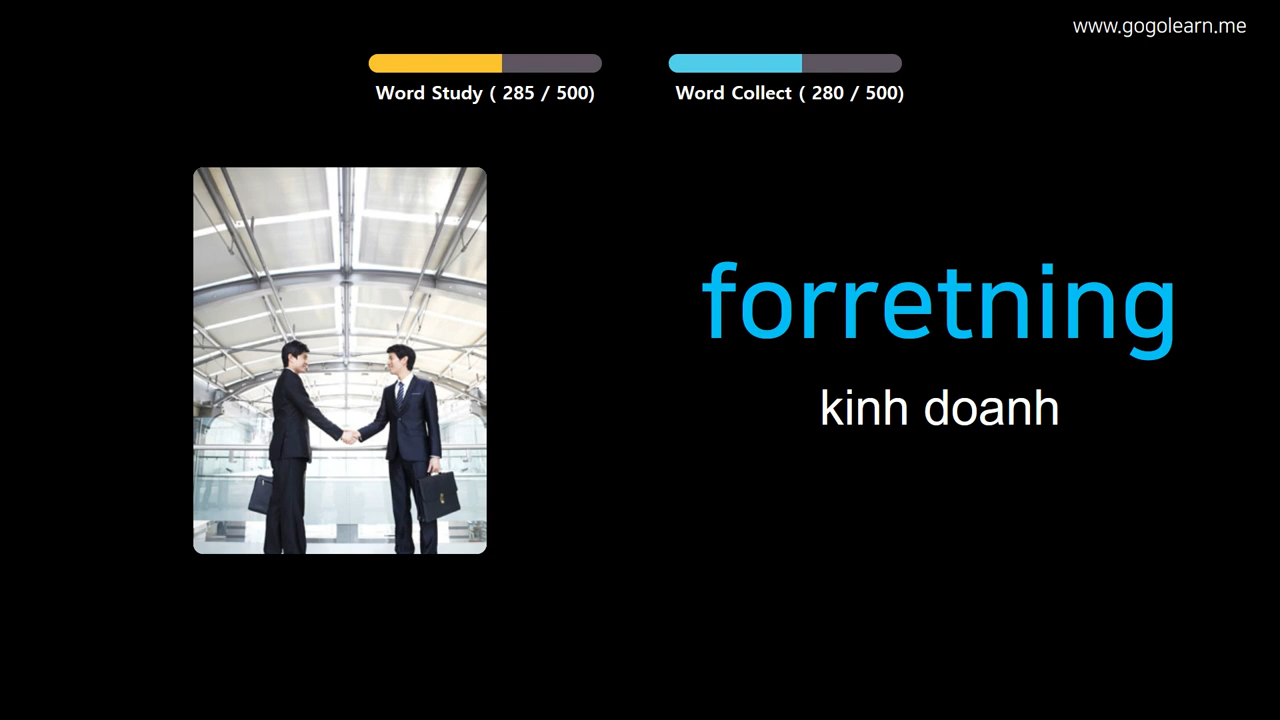 www.gogolearn.me
Word Study ( 285 / 500)
Word Collect ( 280 / 500)
forretning
kinh doanh